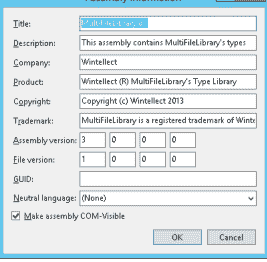 Assembly Information
Title: MultiFileLibrary
Description: This assembly contains MultiFileLibrary's types
Company: Wintellect
Product: Wintellect (R) MultiFileLibrary's Type Library
Copyright: Copyright (c) Wintellect 2013
Trademark: MultiFileLibrary is a registered trademark of Winte
Assembly version: 3 0 0 0
File version: 1 0 0 0
GUID:
Neutral language: (None)
Make assembly COM-Visible
OK Cancel